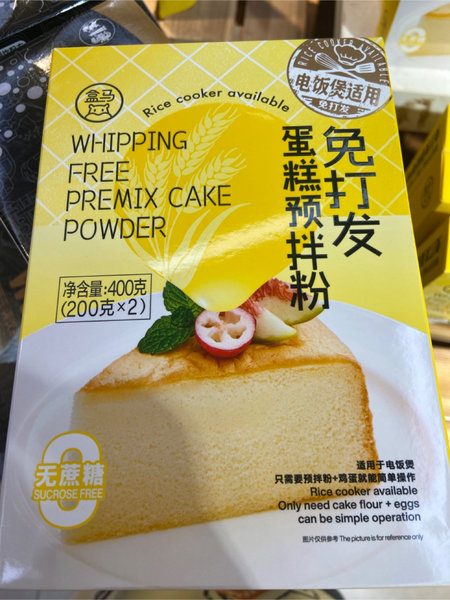 盒马
Rice cooker available
RICE COOKER AVAILABLE
电饭煲适用
免打发
WHIPPING
FREE
PREMIX CAKE
POWDER
免打发
蛋糕预拌粉
净含量:400克
(200克×2)
无蔗糖
SUCROSE FREE
0
适用于电饭煲
只需要预拌粉+鸡蛋就能简单操作
Rice cooker available
Only need cake flour + eggs
can be simple operation
图片仅供参考 The picture is for reference only